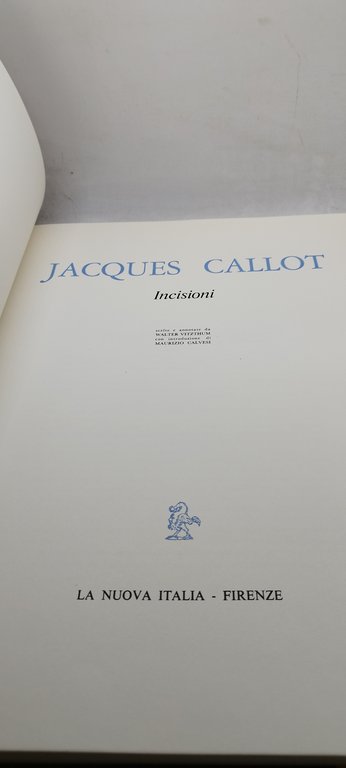 JACQUES CALLOT
Incisioni
scelte e annotate da
WALTER VITZTHUM
con introduzione di
MAURIZIO CALVESI
LA NUOVA ITALIA - FIRENZE